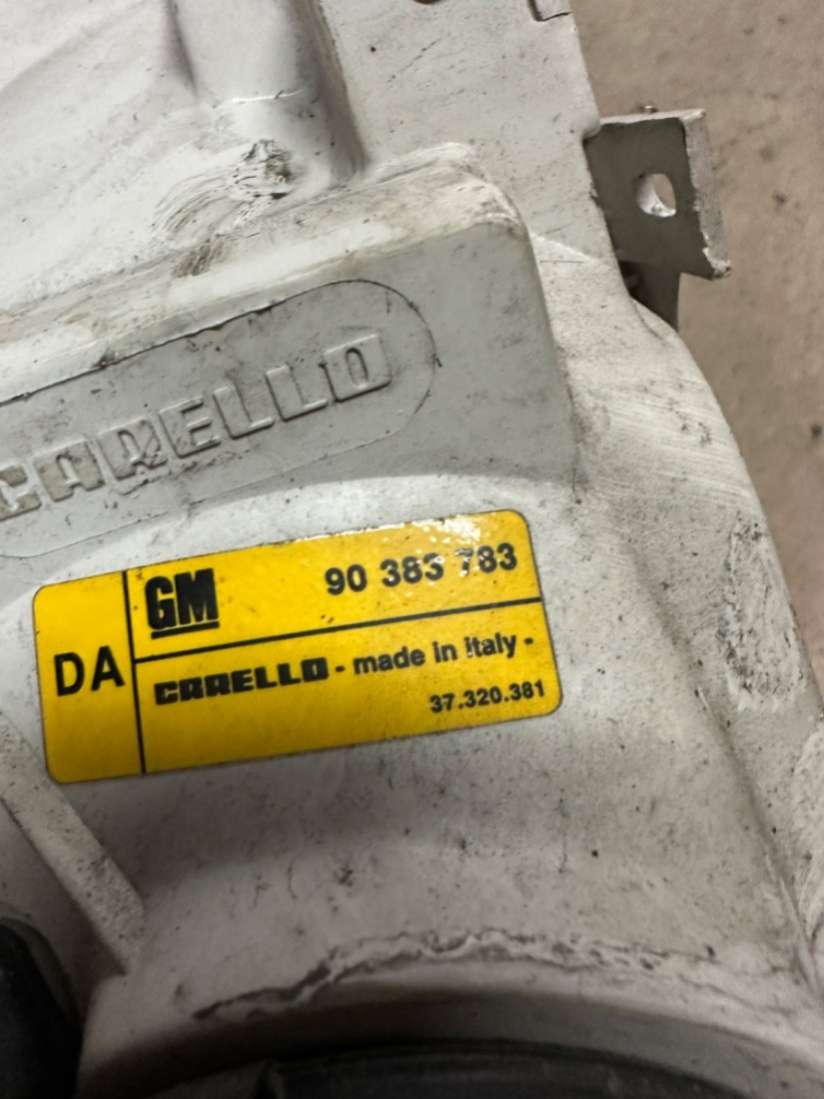 CARELLO
DA
GM 90 383 783
CARELLO - made in Italy -
37.320.381